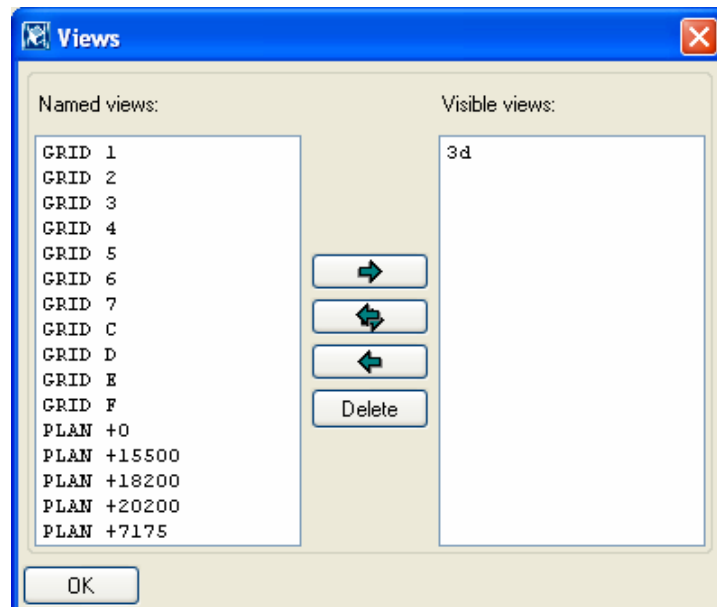 Views
Named views:
Visible views:
GRID 1
GRID 2
GRID 3
GRID 4
GRID 5
GRID 6
GRID 7
GRID C
GRID D
GRID E
GRID F
PLAN +0
PLAN +15500
PLAN +18200
PLAN +20200
PLAN +7175
3d
Delete
OK